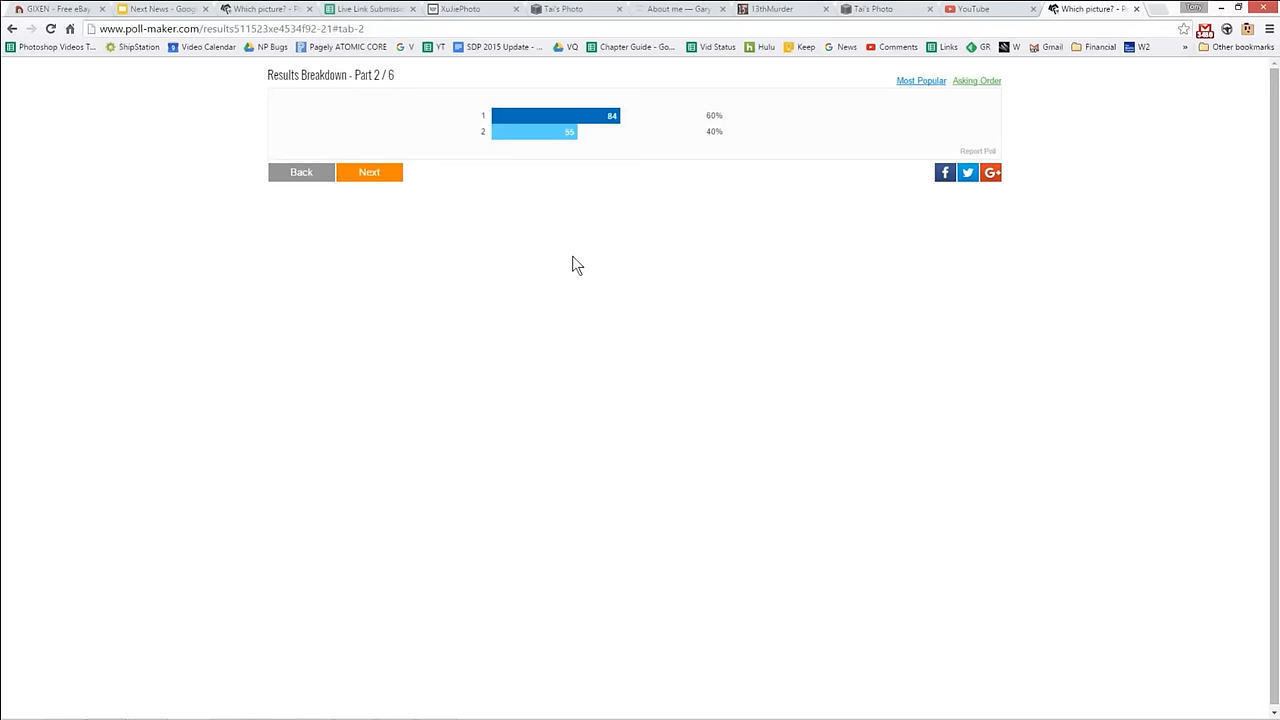 GIXEN - Free eBay
Next News - Goog
Which picture? - P
Live Link Submiss
XuJiePhoto
Tai's Photo
About me — Gary
13thMurder
Tai's Photo
YouTube
Which picture? - P
Tony
www.poll-maker.com/results511523xe4534f92-21#tab-2
Photoshop Videos T...
ShipStation
Video Calendar
NP Bugs
Pagely ATOMIC CORE
V
YT
SDP 2015 Update - ...
VQ
Chapter Guide - Go...
Vid Status
Hulu
Keep
News
Comments
Links
GR
W
Gmail
Financial
W2
»
Other bookmarks
Results Breakdown - Part 2 / 6
Most Popular Asking Order
1 84 60%
2 55 40%
Report Poll
Back Next
f G+